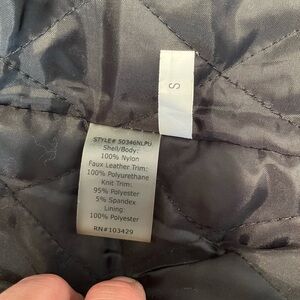 S
STYLE# 50346NLPU
Shell/Body:
100% Nylon
Faux Leather Trim:
100% Polyurethane
Knit Trim:
95% Polyester
5% Spandex
Lining
100% Polyester
RN#103429